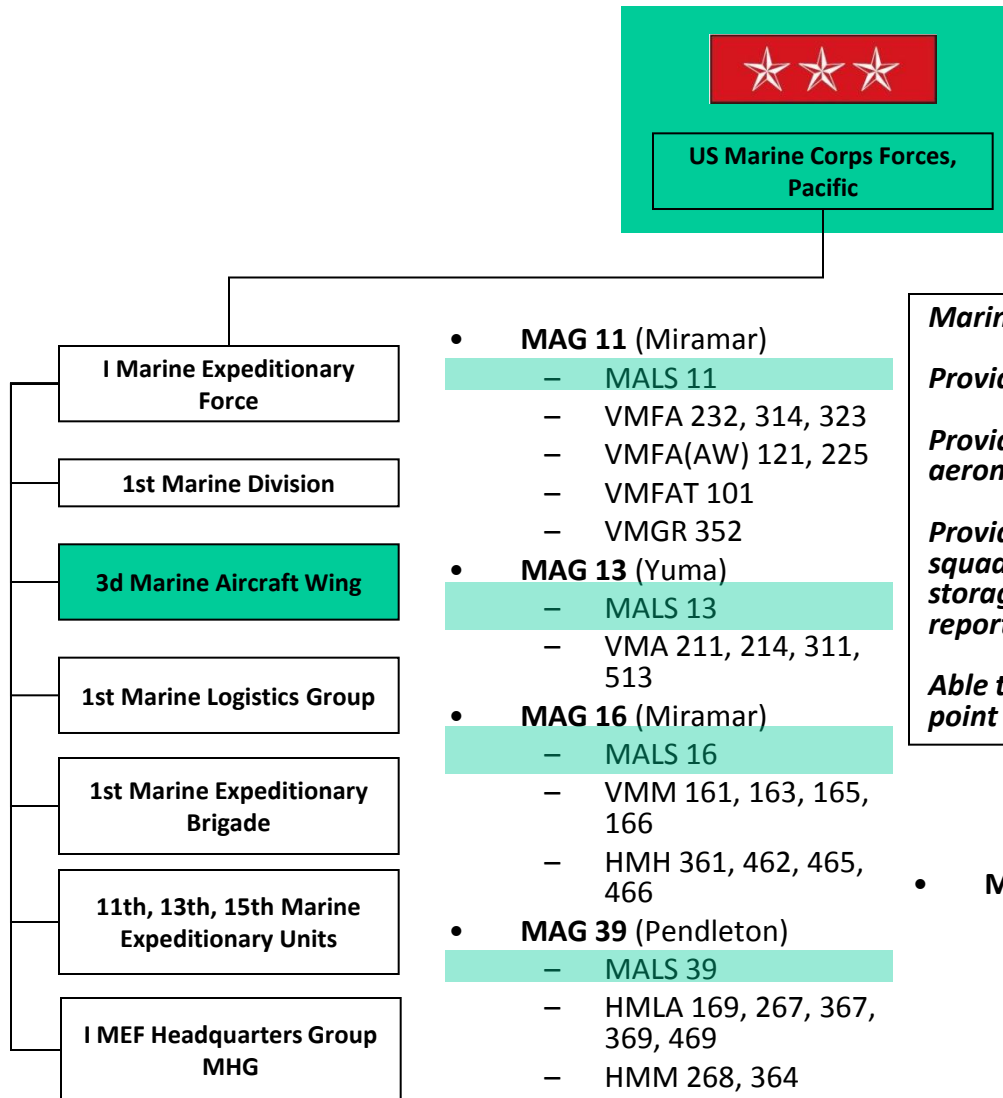 US Marine Corps Forces,
Pacific
I Marine Expeditionary
Force
1st Marine Division
3d Marine Aircraft Wing
1st Marine Logistics Group
1st Marine Expeditionary
Brigade
11th, 13th, 15th Marine
Expeditionary Units
I MEF Headquarters Group
MHG
• MAG 11 (Miramar)
– MALS 11
– VMFA 232, 314, 323
– VMFA(AW) 121, 225
– VMFAT 101
– VMGR 352
• MAG 13 (Yuma)
– MALS 13
– VMA 211, 214, 311,
513
• MAG 16 (Miramar)
– MALS 16
– VMM 161, 163, 165,
166
– HMH 361, 462, 465,
466
• MAG 39 (Pendleton)
– MALS 39
– HMLA 169, 267, 367,
369, 469
– HMM 268, 364
point
•